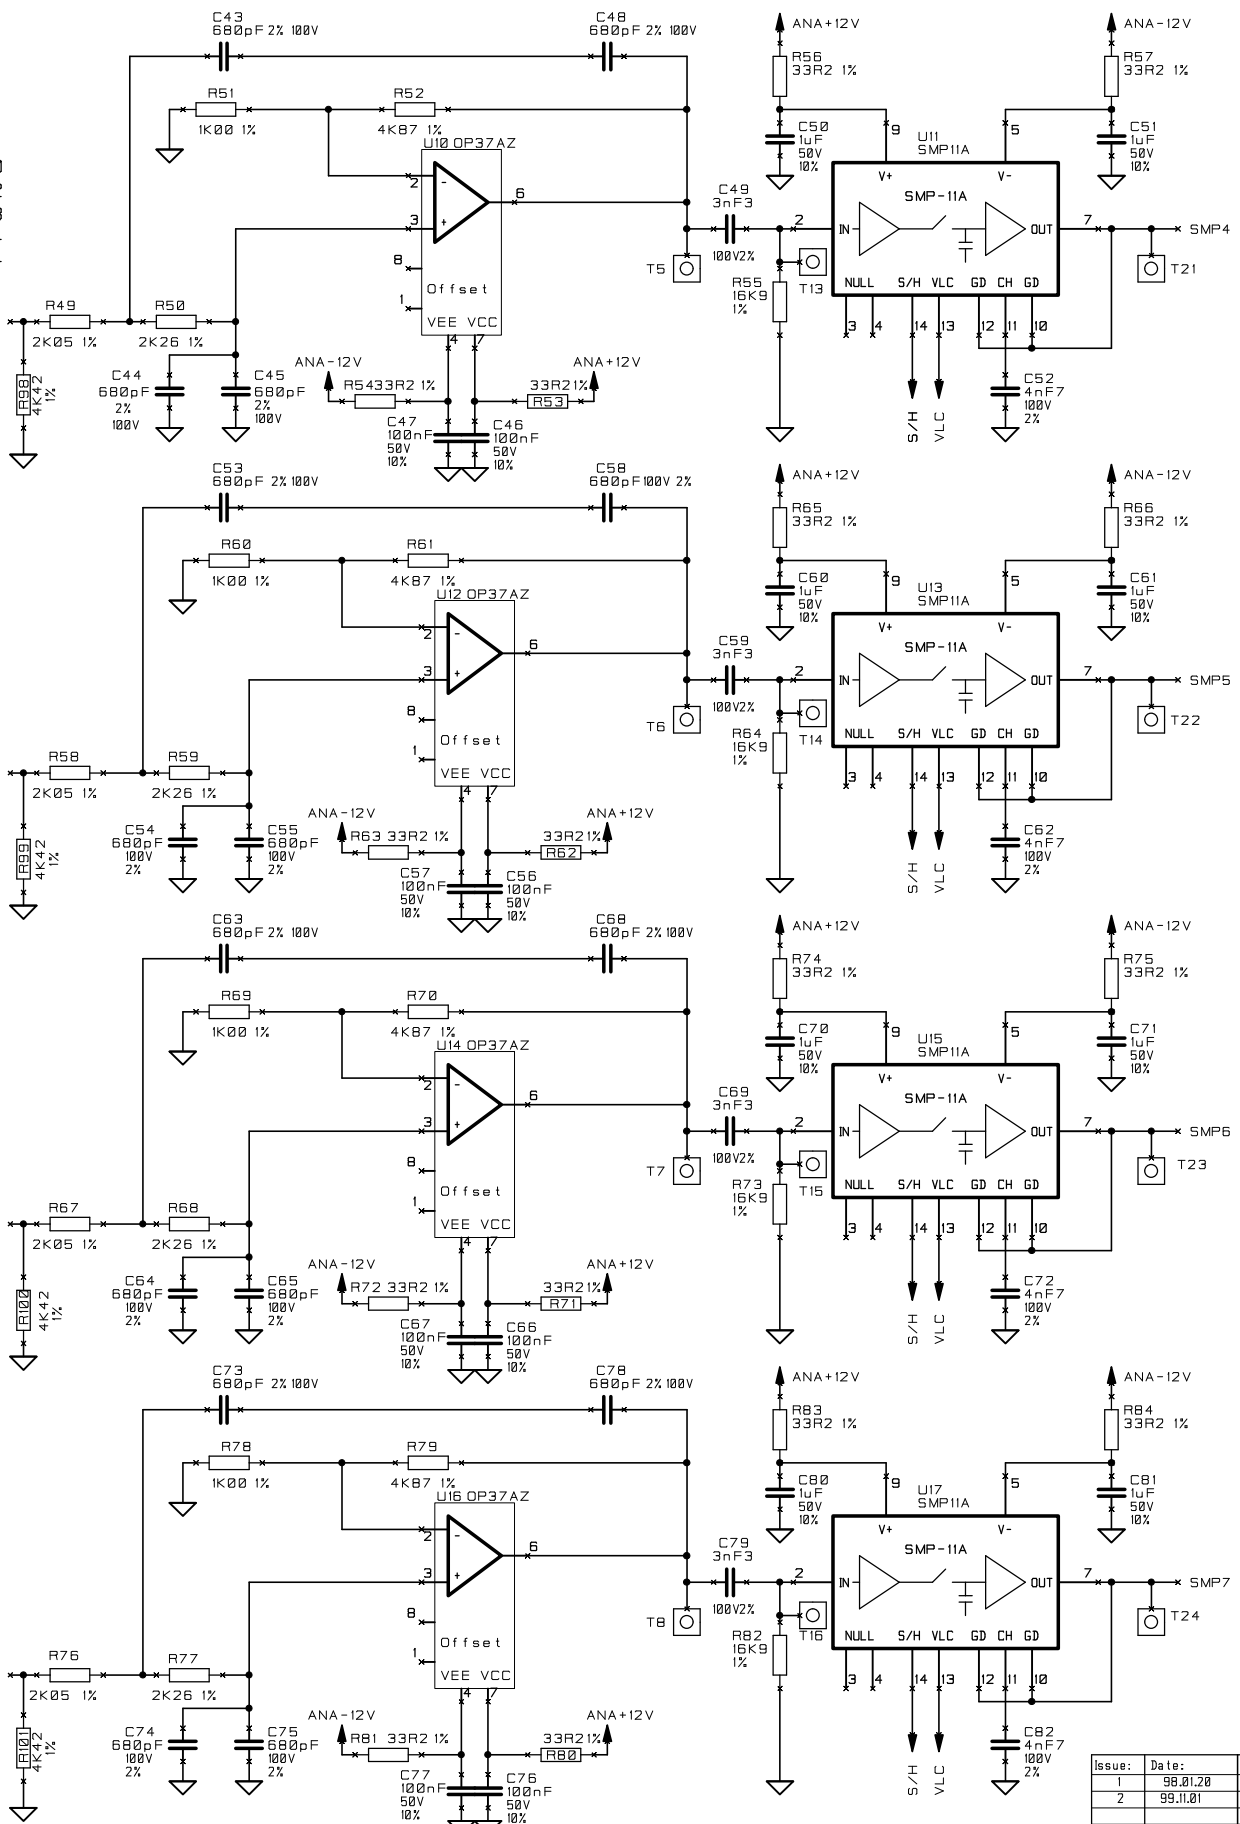 C43
680pF 2% 100V
C48
680pF 2% 100V
ANA+12V
ANA-12V
R56
33R2 1%
R57
33R2 1%
R51
1K00 1%
R52
4K87 1%
U10 OP37AZ
C50
1uF
50V
10%
9
U11
SMP11A
5
C51
1uF
50V
10%
V+
V-
2
-
6
3
+
C49
3nF3
100V2%
SMP-11A
2
IN
OUT
7
SMP4
8
Offset
1
VEE VCC
4
7
T5
T13
R55
16K9
1%
T21
NULL
S/H
VLC
GD
CH
GD
3
4
14
13
12
11
10
R49
2K05 1%
R50
2K26 1%
R98
4K42
1%
C44
680pF
2%
100V
C45
680pF
2%
100V
ANA-12V
ANA+12V
R54 33R2 1%
33R2 1%
R53
C47
100nF
50V
10%
C46
100nF
50V
10%
S/H
VLC
C52
4nF7
100V
2%
C53
680pF 2% 100V
C58
680pF 100V 2%
ANA+12V
ANA-12V
R65
33R2 1%
R66
33R2 1%
R60
1K00 1%
R61
4K87 1%
U12 OP37AZ
C60
1uF
50V
10%
9
U13
SMP11A
5
C61
1uF
50V
10%
V+
V-
2
-
6
3
+
C59
3nF3
100V2%
SMP-11A
2
IN
OUT
7
SMP5
8
Offset
1
VEE VCC
4
7
T6
T14
R64
16K9
1%
T22
NULL
S/H
VLC
GD
CH
GD
3
4
14
13
12
11
10
R58
2K05 1%
R59
2K26 1%
R99
4K42
1%
C54
680pF
100V
2%
C55
680pF
100V
2%
ANA-12V
ANA+12V
R63 33R2 1%
33R2 1%
R62
C57
100nF
50V
10%
C56
100nF
50V
10%
S/H
VLC
C62
4nF7
100V
2%
C63
680pF 2% 100V
C68
680pF 2% 100V
ANA+12V
ANA-12V
R74
33R2 1%
R75
33R2 1%
R69
1K00 1%
R70
4K87 1%
U14 OP37AZ
C70
1uF
50V
10%
9
U15
SMP11A
5
C71
1uF
50V
10%
V+
V-
2
-
6
3
+
C69
3nF3
100V2%
SMP-11A
2
IN
OUT
7
SMP6
8
Offset
1
VEE VCC
4
7
T7
T15
R73
16K9
1%
T23
NULL
S/H
VLC
GD
CH
GD
3
4
14
13
12
11
10
R67
2K05 1%
R68
2K26 1%
R100
4K42
1%
C64
680pF
100V
2%
C65
680pF
100V
2%
ANA-12V
ANA+12V
R72 33R2 1%
33R2 1%
R71
C67
100nF
50V
10%
C66
100nF
50V
10%
S/H
VLC
C72
4nF7
100V
2%
C73
680pF 2% 100V
C78
680pF 2% 100V
ANA+12V
ANA-12V
R83
33R2 1%
R84
33R2 1%
R78
1K00 1%
R79
4K87 1%
U16 OP37AZ
C80
1uF
50V
10%
9
U17
SMP11A
5
C81
1uF
50V
10%
V+
V-
2
-
6
3
+
C79
3nF3
100V2%
SMP-11A
2
IN
OUT
7
SMP7
8
Offset
1
VEE VCC
4
7
T8
T16
R82
16K9
1%
T24
NULL
S/H
VLC
GD
CH
GD
3
4
14
13
12
11
10
R76
2K05 1%
R77
2K26 1%
R101
4K42
1%
C74
680pF
100V
2%
C75
680pF
100V
2%
ANA-12V
ANA+12V
R81 33R2 1%
33R2 1%
R80
C77
100nF
50V
10%
C76
100nF
50V
10%
S/H
VLC
C82
4nF7
100V
2%
Issue: Date:
1 98.01.20
2 99.11.01